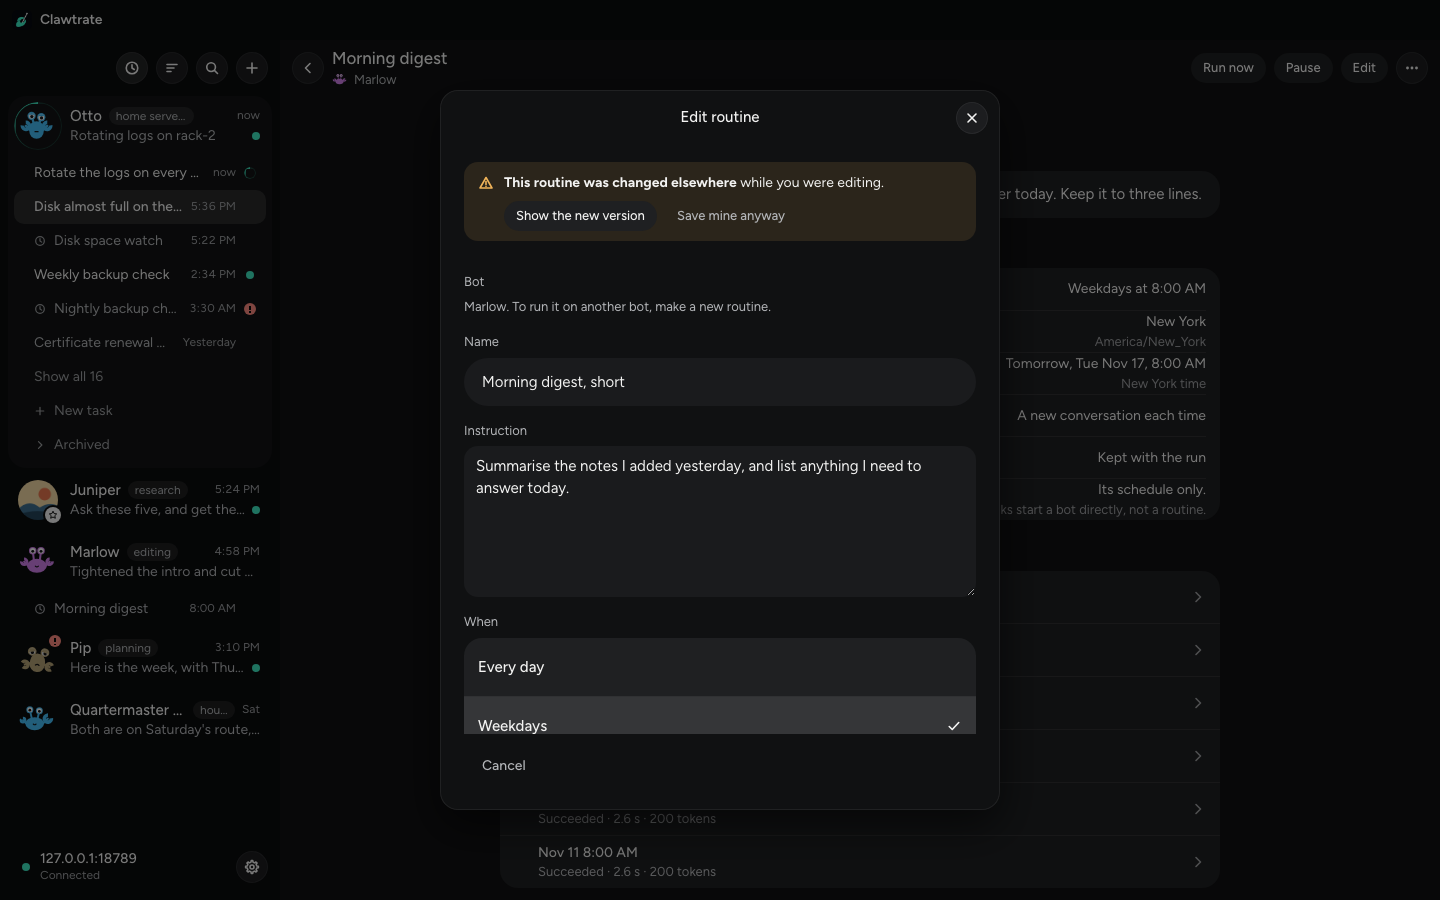 Clawtrate
Morning digest
Marlow
Run now
Pause
Edit
Otto
home serve...
now
Rotating logs on rack-2
Rotate the logs on every ...
now
Disk almost full on the...
5:36 PM
Disk space watch
5:22 PM
Weekly backup check
2:34 PM
Nightly backup ch...
3:30 AM
Certificate renewal ...
Yesterday
Show all 16
New task
Archived
Juniper
research
5:24 PM
Ask these five, and get the...
Marlow
editing
4:58 PM
Tightened the intro and cut ...
Morning digest
8:00 AM
Pip
planning
3:10 PM
Here is the week, with Thu...
Quartermaster ...
hou...
Sat
Both are on Saturday's route,...
127.0.0.1:18789
Connected
Edit routine
This routine was changed elsewhere while you were editing.
Show the new version
Save mine anyway
Bot
Marlow. To run it on another bot, make a new routine.
Name
Morning digest, short
Instruction
Summarise the notes I added yesterday, and list anything I need to
answer today.
When
Every day
Weekdays
Cancel
er today. Keep it to three lines.
Weekdays at 8:00 AM
New York
America/New_York
Tomorrow, Tue Nov 17, 8:00 AM
New York time
A new conversation each time
Kept with the run
Its schedule only.
ks start a bot directly, not a routine.
Succeeded · 2.6 s · 200 tokens
Nov 11 8:00 AM
Succeeded · 2.6 s · 200 tokens